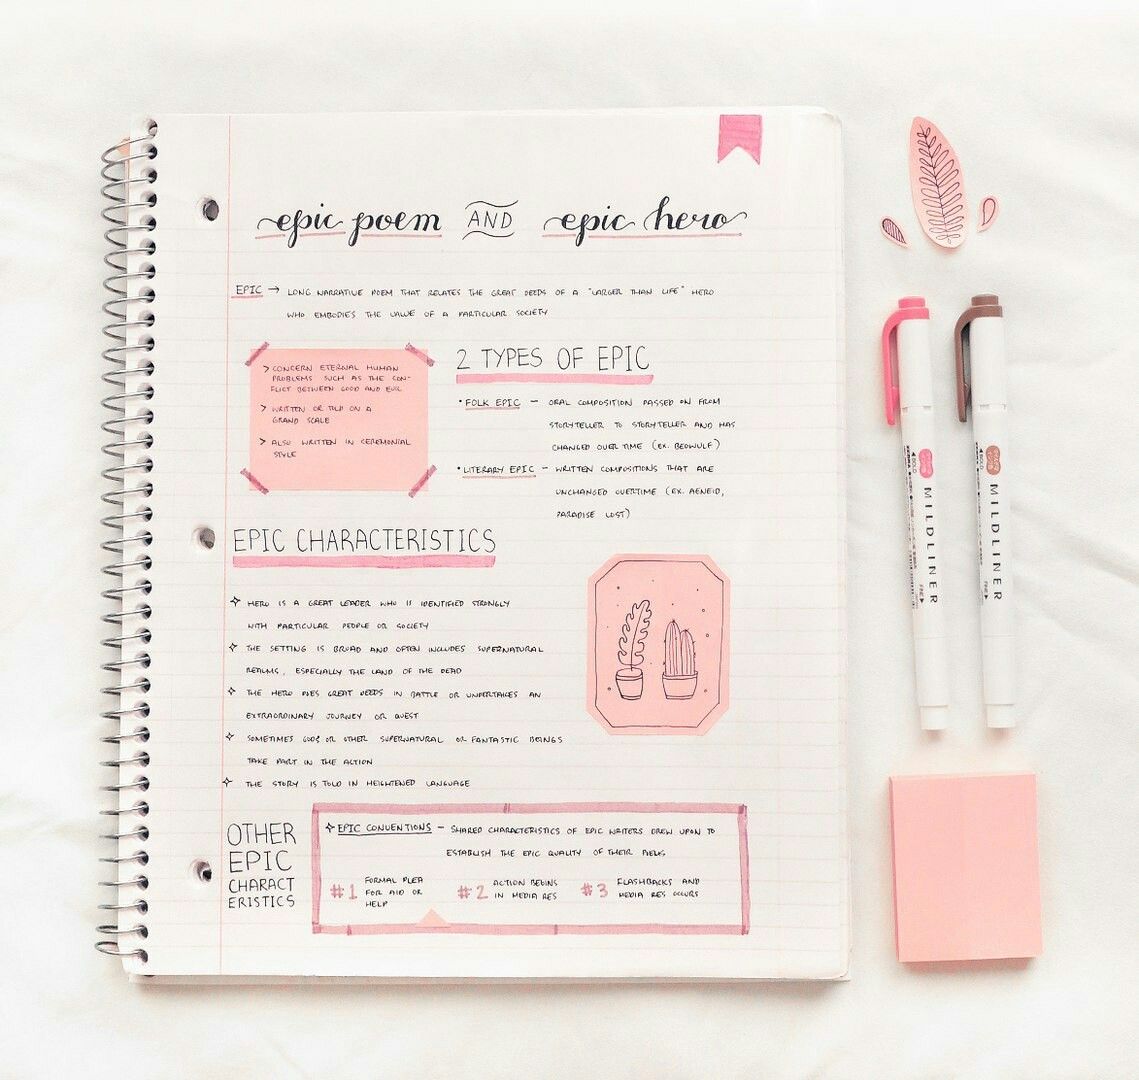 epic poem AND epic hero
EPIC → LONG NARRATIVE POEM THAT RELATES THE GREAT DEEDS OF A "LARGER THAN LIFE" HERO
WHO EMBODIES THE VALUE OF A PARTICULAR SOCIETY
> CONCERN ETERNAL HUMAN
PROBLEMS SUCH AS THE CON-
FLICT BETWEEN GOOD AND EVIL
> WRITTEN OR TOLD ON A
GRAND SCALE
> ALSO WRITTEN IN CEREMONIAL
STYLE
2 TYPES OF EPIC
• FOLK EPIC — ORAL COMPOSITION PASSED ON FROM
STORYTELLER TO STORYTELLER AND HAS
CHANGED OVER TIME (EX. BEOWULF)
• LITERARY EPIC — WRITTEN COMPOSITIONS THAT ARE
UNCHANGED OVERTIME (EX. AENEID,
PARADISE LOST)
EPIC CHARACTERISTICS
✧ HERO IS A GREAT LEADER WHO IS IDENTIFIED STRONGLY
WITH PARTICULAR PEOPLE OR SOCIETY
✧ THE SETTING IS BROAD AND OFTEN INCLUDES SUPERNATURAL
REALMS, ESPECIALLY THE LAND OF THE DEAD
✧ THE HERO DOES GREAT DEEDS IN BATTLE OR UNDERTAKES AN
EXTRAORDINARY JOURNEY OR QUEST
✧ SOMETIMES GODS OR OTHER SUPERNATURAL OR FANTASTIC BEINGS
TAKE PART IN THE ACTION
✧ THE STORY IS TOLD IN HEIGHTENED LANGUAGE
OTHER
EPIC
CHARACT
ERISTICS
✧ EPIC CONVENTIONS — SHARED CHARACTERISTICS OF EPIC WRITERS DREW UPON TO
ESTABLISH THE EPIC QUALITY OF THEIR
#1 FORMAL PLEA
FOR AID OR
HELP
#2 ACTION BEGINS
IN MEDIA RES
#3 FLASHBACKS AND
MEDIA RES OCCURS
BOLD
MILDLINER
FINE
BOLD
MILDLINER
FINE